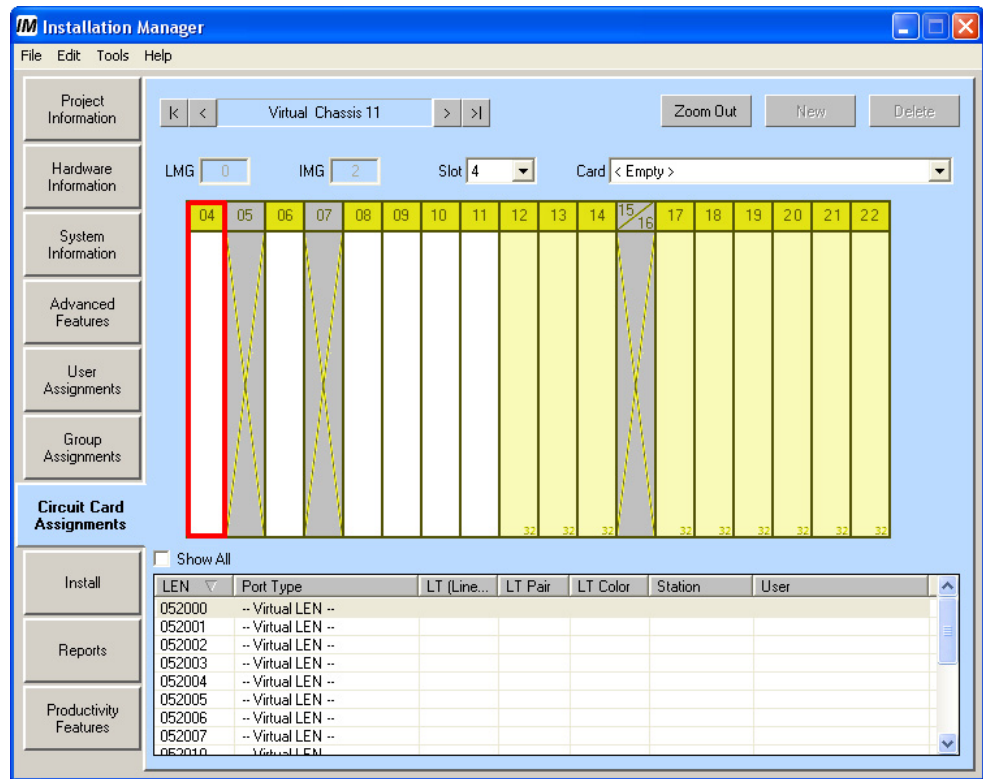 IM Installation Manager
File Edit Tools Help
Project Information
Hardware Information
System Information
Advanced Features
User Assignments
Group Assignments
Circuit Card Assignments
Install
Reports
Productivity Features
|< < Virtual Chassis 11 > >| Zoom Out New Delete
LMG 0 IMG 2 Slot 4 Card < Empty >
04 05 06 07 08 09 10 11 12 13 14 15/16 17 18 19 20 21 22
32 32 32 32 32 32 32 32 32
Show All
LEN Port Type LT (Line... LT Pair LT Color Station User
052000 -- Virtual LEN --
052001 -- Virtual LEN --
052002 -- Virtual LEN --
052003 -- Virtual LEN --
052004 -- Virtual LEN --
052005 -- Virtual LEN --
052006 -- Virtual LEN --
052007 -- Virtual LEN --
052010 -- Virtual LEN --